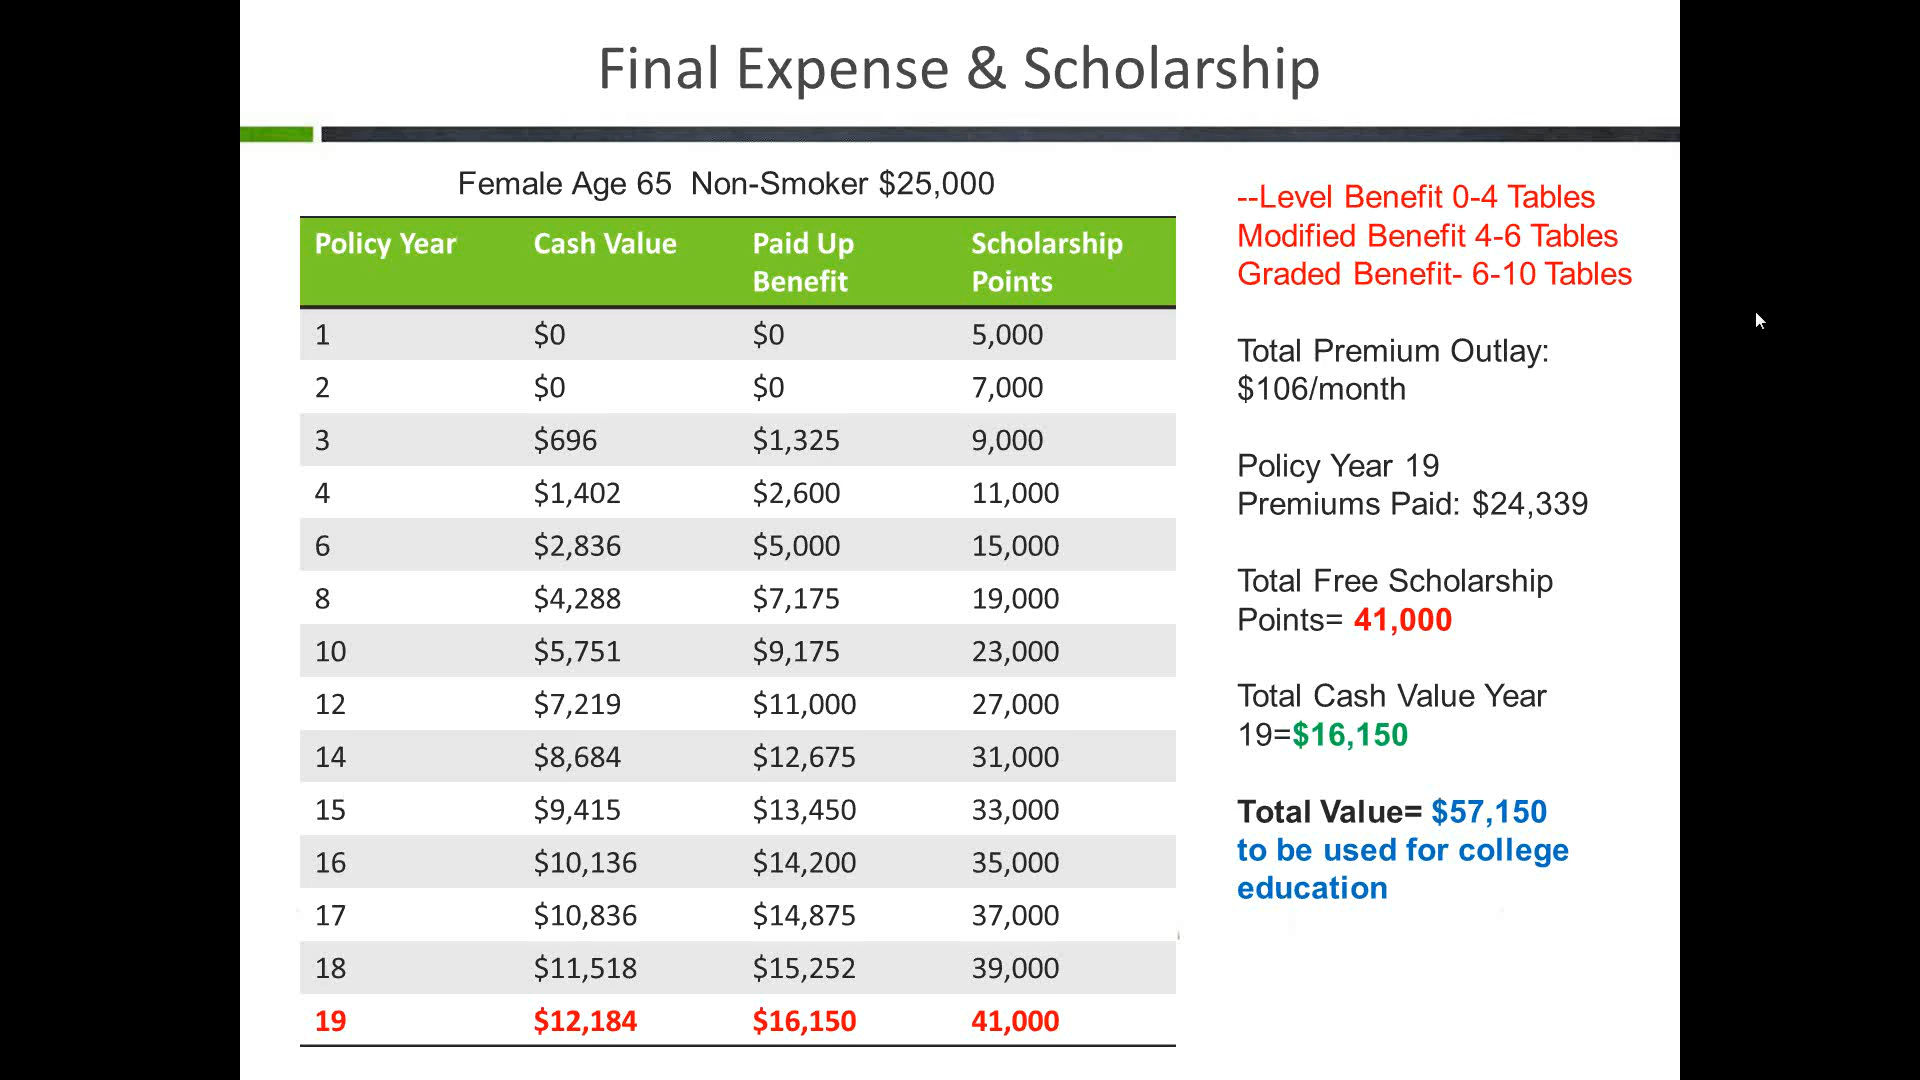 Final Expense & Scholarship
Female Age 65 Non-Smoker $25,000
Policy Year Cash Value Paid Up Benefit Scholarship Points
1 $0 $0 5,000
2 $0 $0 7,000
3 $696 $1,325 9,000
4 $1,402 $2,600 11,000
6 $2,836 $5,000 15,000
8 $4,288 $7,175 19,000
10 $5,751 $9,175 23,000
12 $7,219 $11,000 27,000
14 $8,684 $12,675 31,000
15 $9,415 $13,450 33,000
16 $10,136 $14,200 35,000
17 $10,836 $14,875 37,000
18 $11,518 $15,252 39,000
19 $12,184 $16,150 41,000
--Level Benefit 0-4 Tables
Modified Benefit 4-6 Tables
Graded Benefit- 6-10 Tables
Total Premium Outlay:
$106/month
Policy Year 19
Premiums Paid: $24,339
Total Free Scholarship
Points= 41,000
Total Cash Value Year
19=$16,150
Total Value= $57,150
to be used for college
education